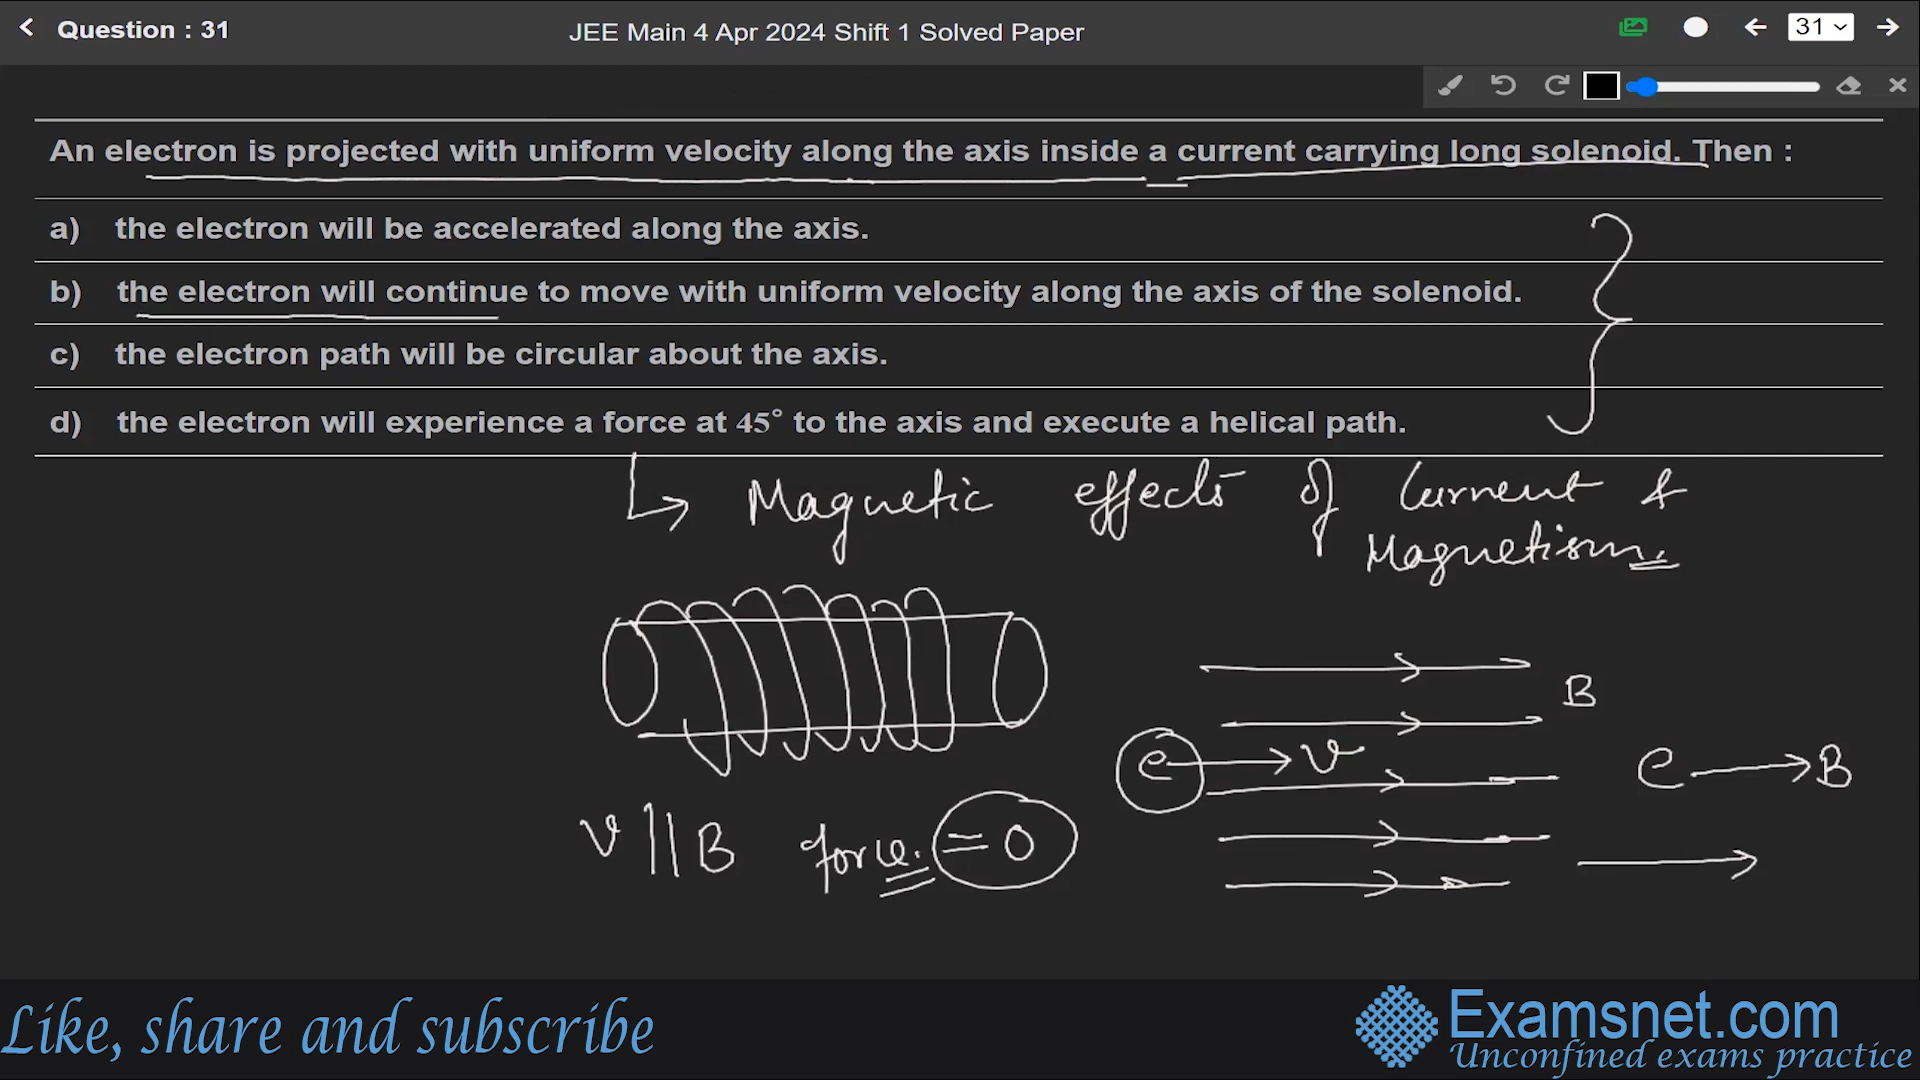 Question : 31
JEE Main 4 Apr 2024 Shift 1 Solved Paper
31
An electron is projected with uniform velocity along the axis inside a current carrying long solenoid. Then :
a) the electron will be accelerated along the axis.
b) the electron will continue to move with uniform velocity along the axis of the solenoid.
c) the electron path will be circular about the axis.
d) the electron will experience a force at 45° to the axis and execute a helical path.
↳ Magnetic effects of Current &
Magnetism
B
e → v
e → B
v || B force = 0
Like, share and subscribe
Examsnet.com
Unconfined exams practice